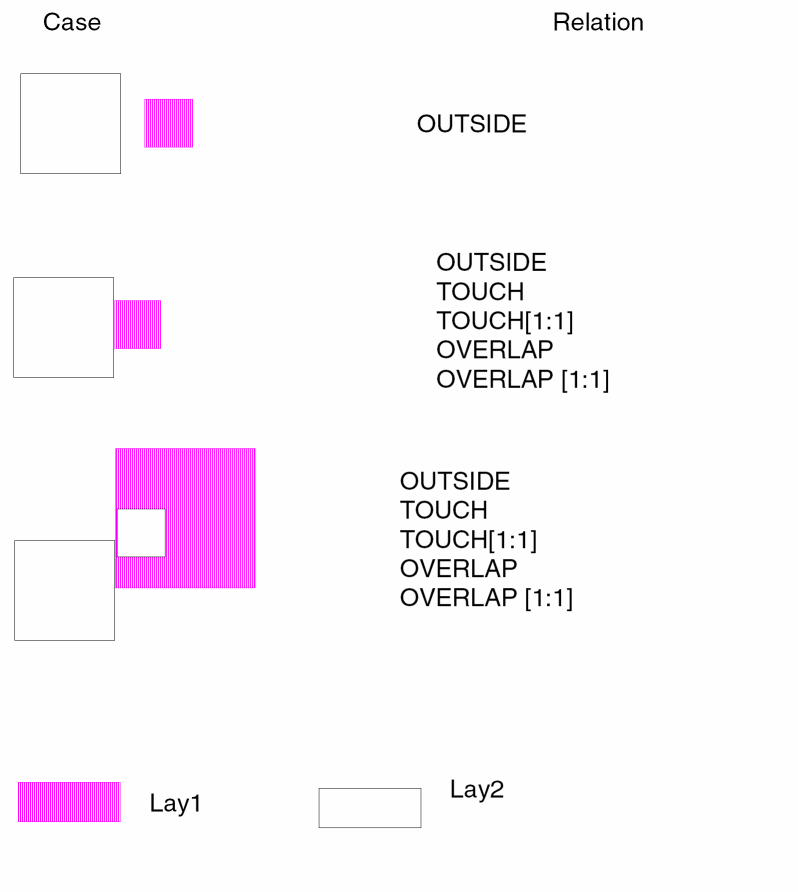 Case
Relation
OUTSIDE
OUTSIDE
TOUCH
TOUCH[1:1]
OVERLAP
OVERLAP [1:1]
OUTSIDE
TOUCH
TOUCH[1:1]
OVERLAP
OVERLAP [1:1]
Lay1
Lay2